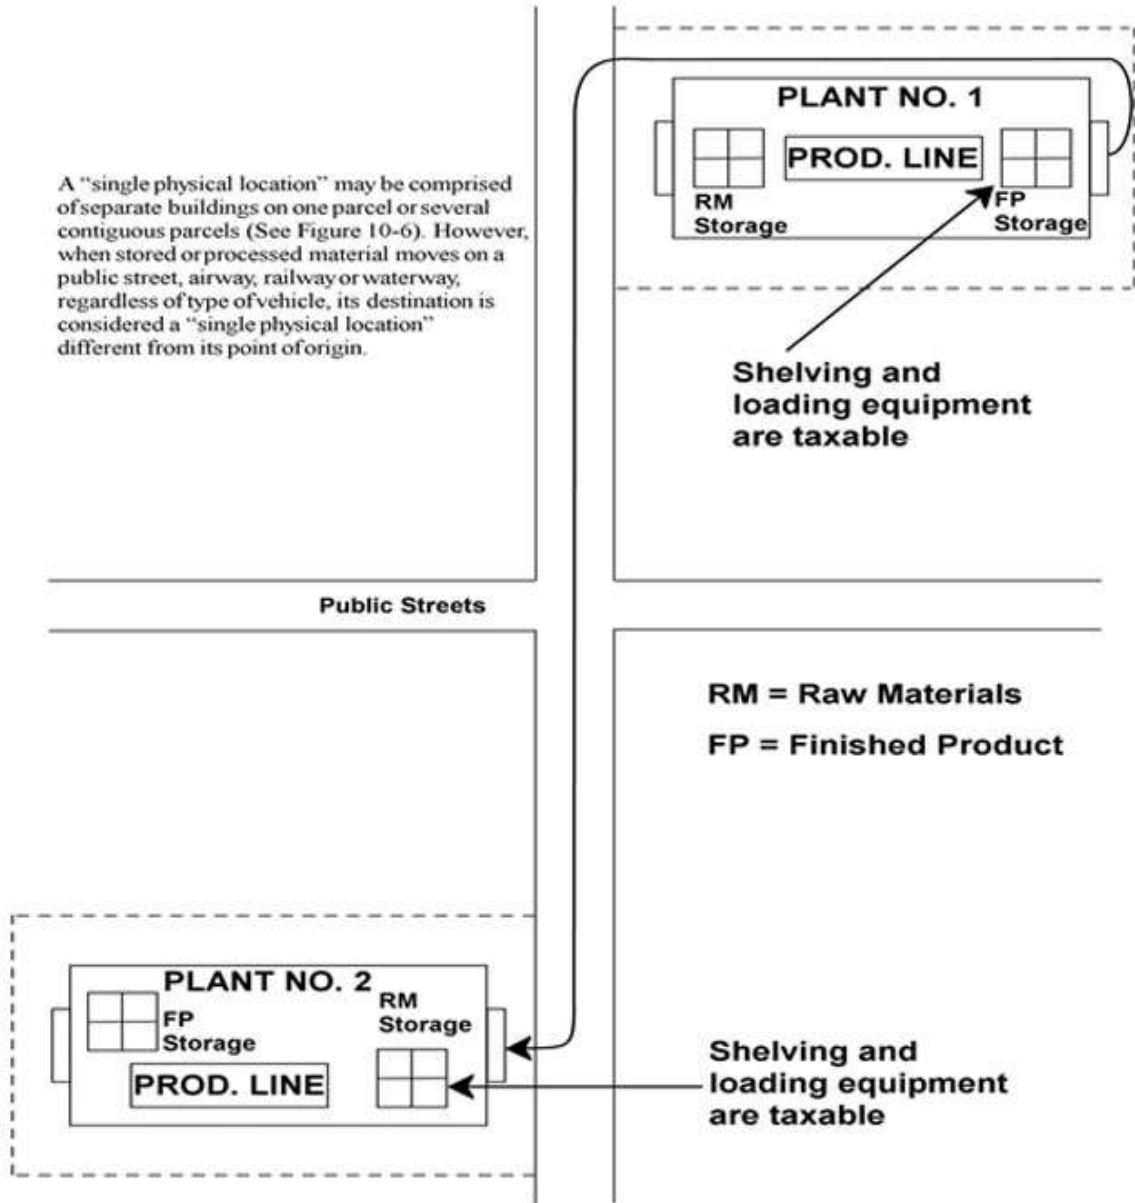 PLANT NO. 1
PROD. LINE
RM
Storage
FP
Storage
A “single physical location” may be comprised
of separate buildings on one parcel or several
contiguous parcels (See Figure 10-6). However,
when stored or processed material moves on a
public street, airway, railway or waterway,
regardless of type of vehicle, its destination is
considered a “single physical location”
different from its point of origin.
Shelving and
loading equipment
are taxable
Public Streets
RM = Raw Materials
FP = Finished Product
PLANT NO. 2
FP
Storage
RM
Storage
PROD. LINE
Shelving and
loading equipment
are taxable